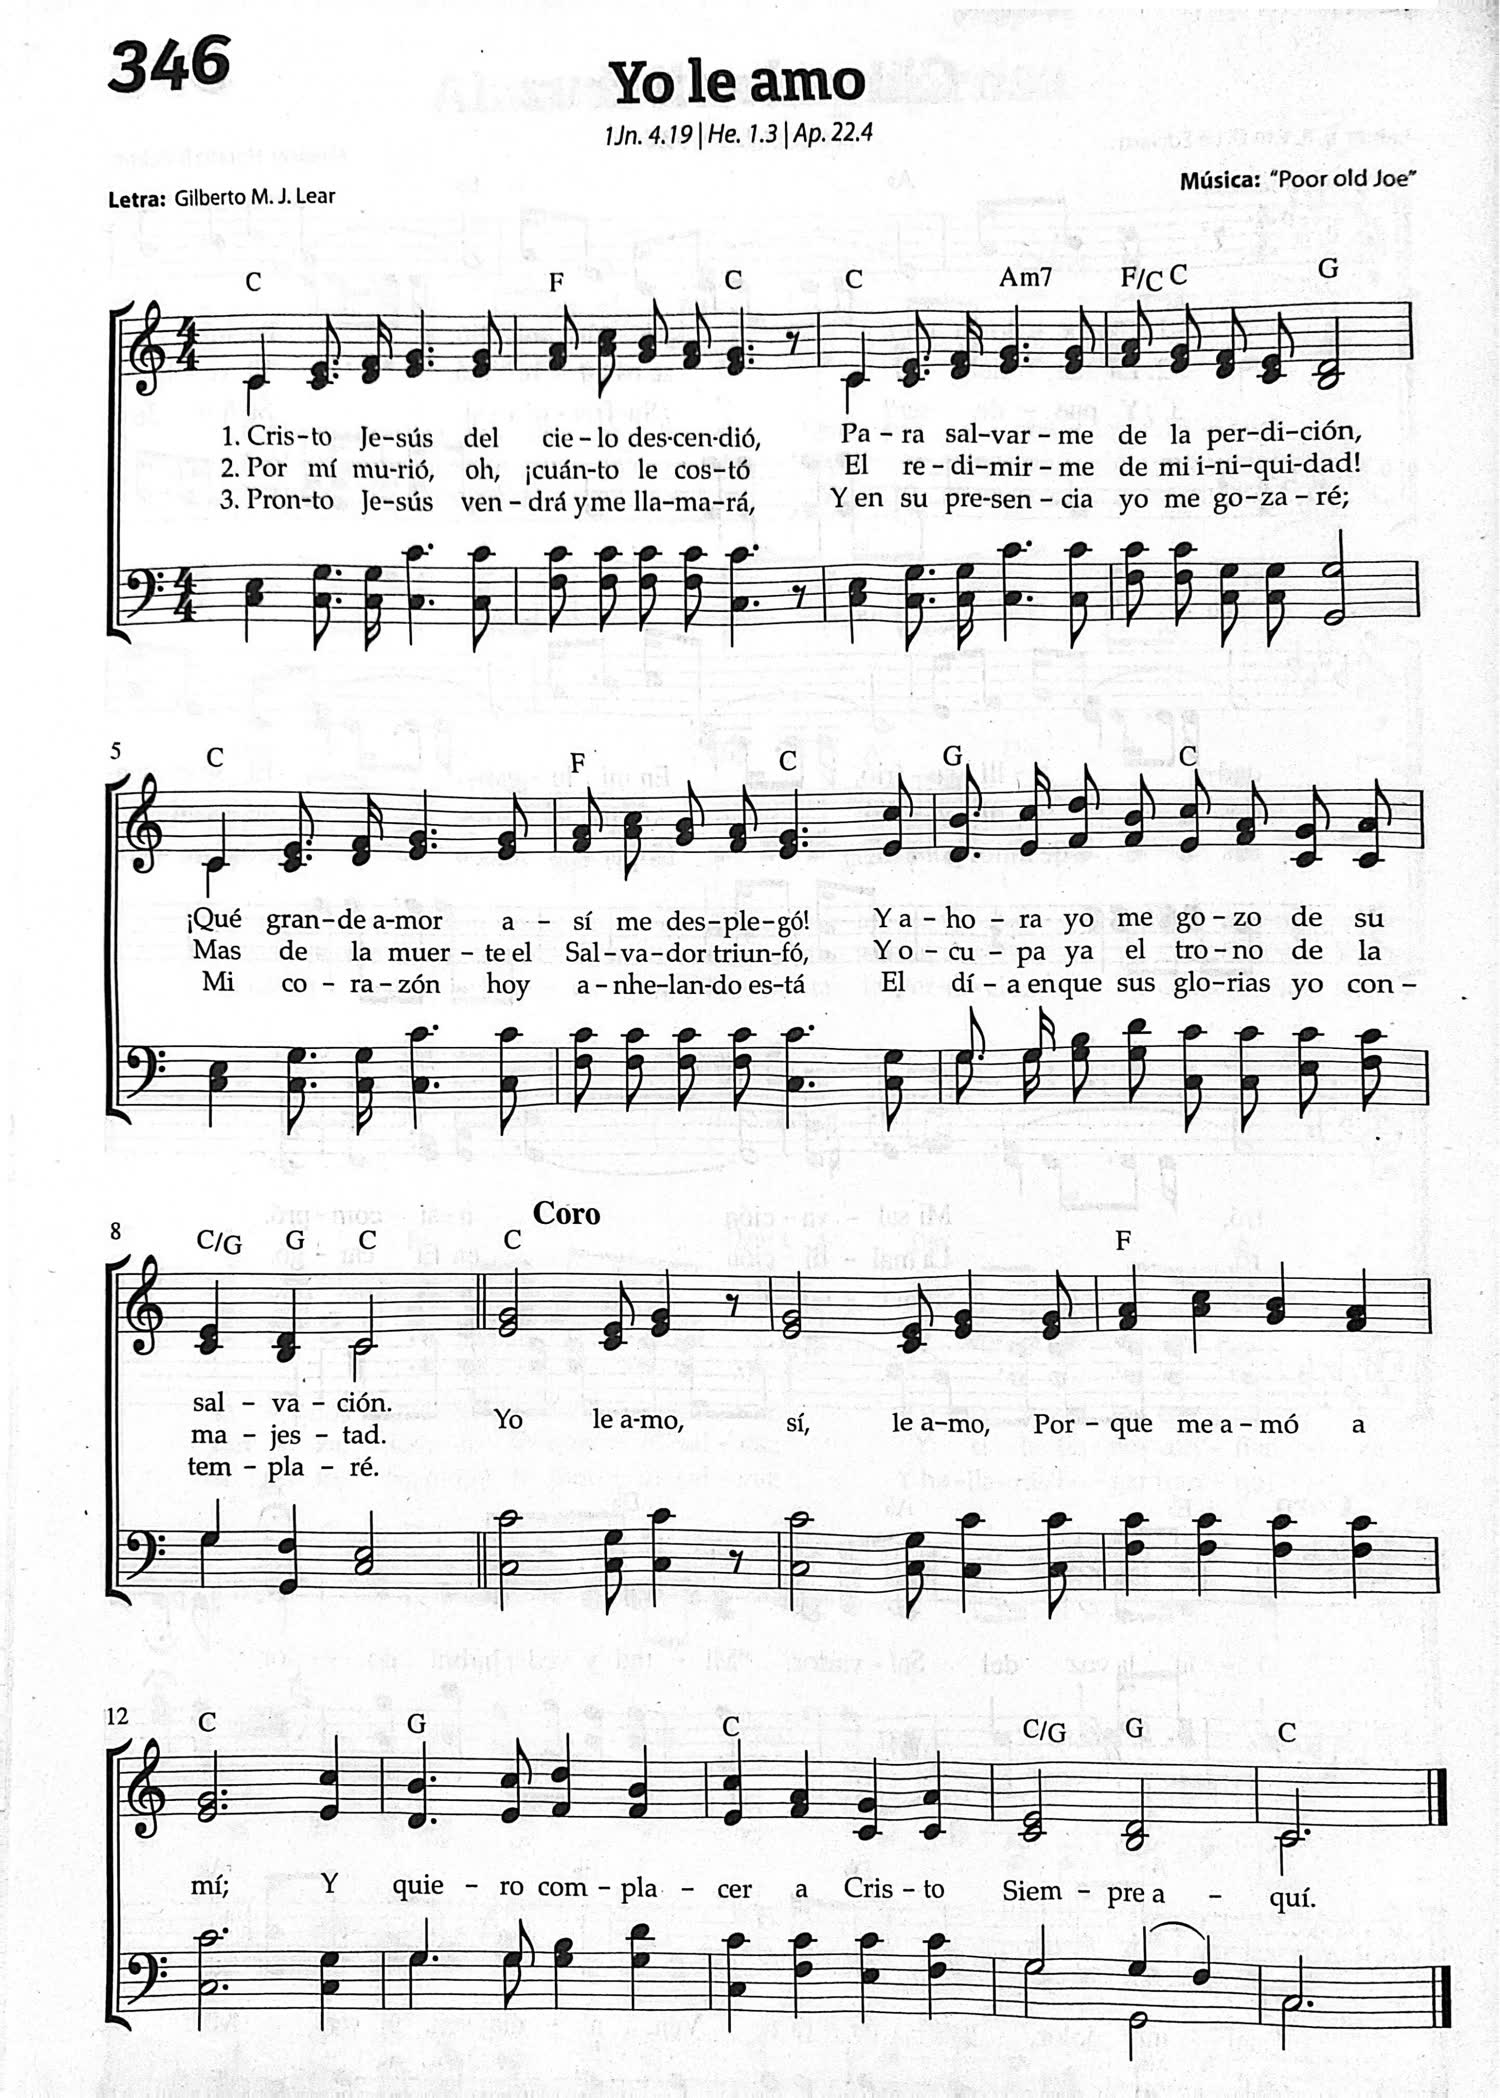 346
Yo le amo
1Jn. 4.19 | He. 1.3 | Ap. 22.4
Letra: Gilberto M. J. Lear
Música: “Poor old Joe”
C F C C Am7 F/C C G
1. Cris-to Je-sús del cie-lo des-cen-dió, Pa-ra sal-var-me de la per-di-ción,
2. Por mí mu-rió, oh, ¡cuán-to le cos-tó El re-di-mir-me de mi i-ni-qui-dad!
3. Pron-to Je-sús ven-drá y me lla-ma-rá, Y en su pre-sen-cia yo me go-za-ré;
5
C F C G C
¡Qué gran-de a-mor a-sí me des-ple-gó! Y a-ho-ra yo me go-zo de su
Mas de la muer-te el Sal-va-dor triun-fó, Y o-cu-pa ya el tro-no de la
Mi co-ra-zón hoy a-nhe-lan-do es-tá El dí-a en que sus glo-rias yo con-
8
Coro
C/G G C C F
sal-va-ción. 
ma-jes-tad.
tem-pla-ré.
Yo le a-mo, sí, le a-mo, Por-que me a-mó a
12
C G C C/G G C
mí; Y quie-ro com-pla-cer a Cris-to Siem-pre a-quí.